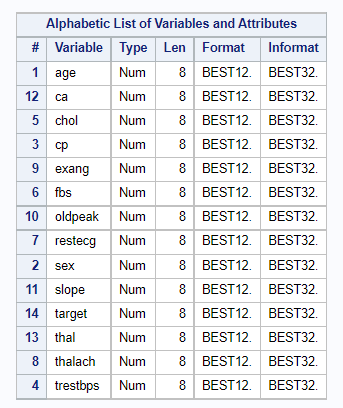 Alphabetic List of Variables and Attributes
# Variable Type Len Format Informat
1 age Num 8 BEST12. BEST32.
12 ca Num 8 BEST12. BEST32.
5 chol Num 8 BEST12. BEST32.
3 cp Num 8 BEST12. BEST32.
9 exang Num 8 BEST12. BEST32.
6 fbs Num 8 BEST12. BEST32.
10 oldpeak Num 8 BEST12. BEST32.
7 restecg Num 8 BEST12. BEST32.
2 sex Num 8 BEST12. BEST32.
11 slope Num 8 BEST12. BEST32.
14 target Num 8 BEST12. BEST32.
13 thal Num 8 BEST12. BEST32.
8 thalach Num 8 BEST12. BEST32.
4 trestbps Num 8 BEST12. BEST32.